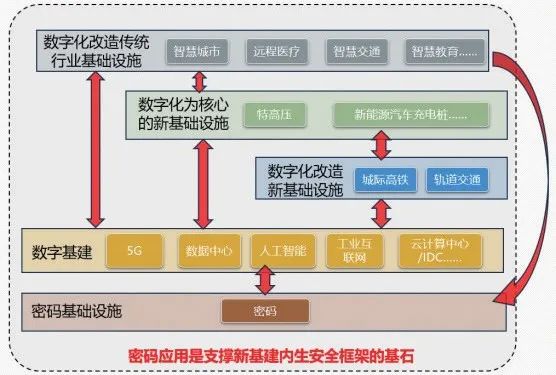 数字化改造传统
行业基础设施
智慧城市
远程医疗
智慧交通
智慧教育......
数字化为核心
的新基础设施
特高压
新能源汽车充电桩......
数字化改造
新基础设施
城际高铁
轨道交通
数字基建
5G
数据中心
人工智能
工业互
联网
云计算中心
/IDC......
密码基础设施
密码
密码应用是支撑新基建内生安全框架的基石